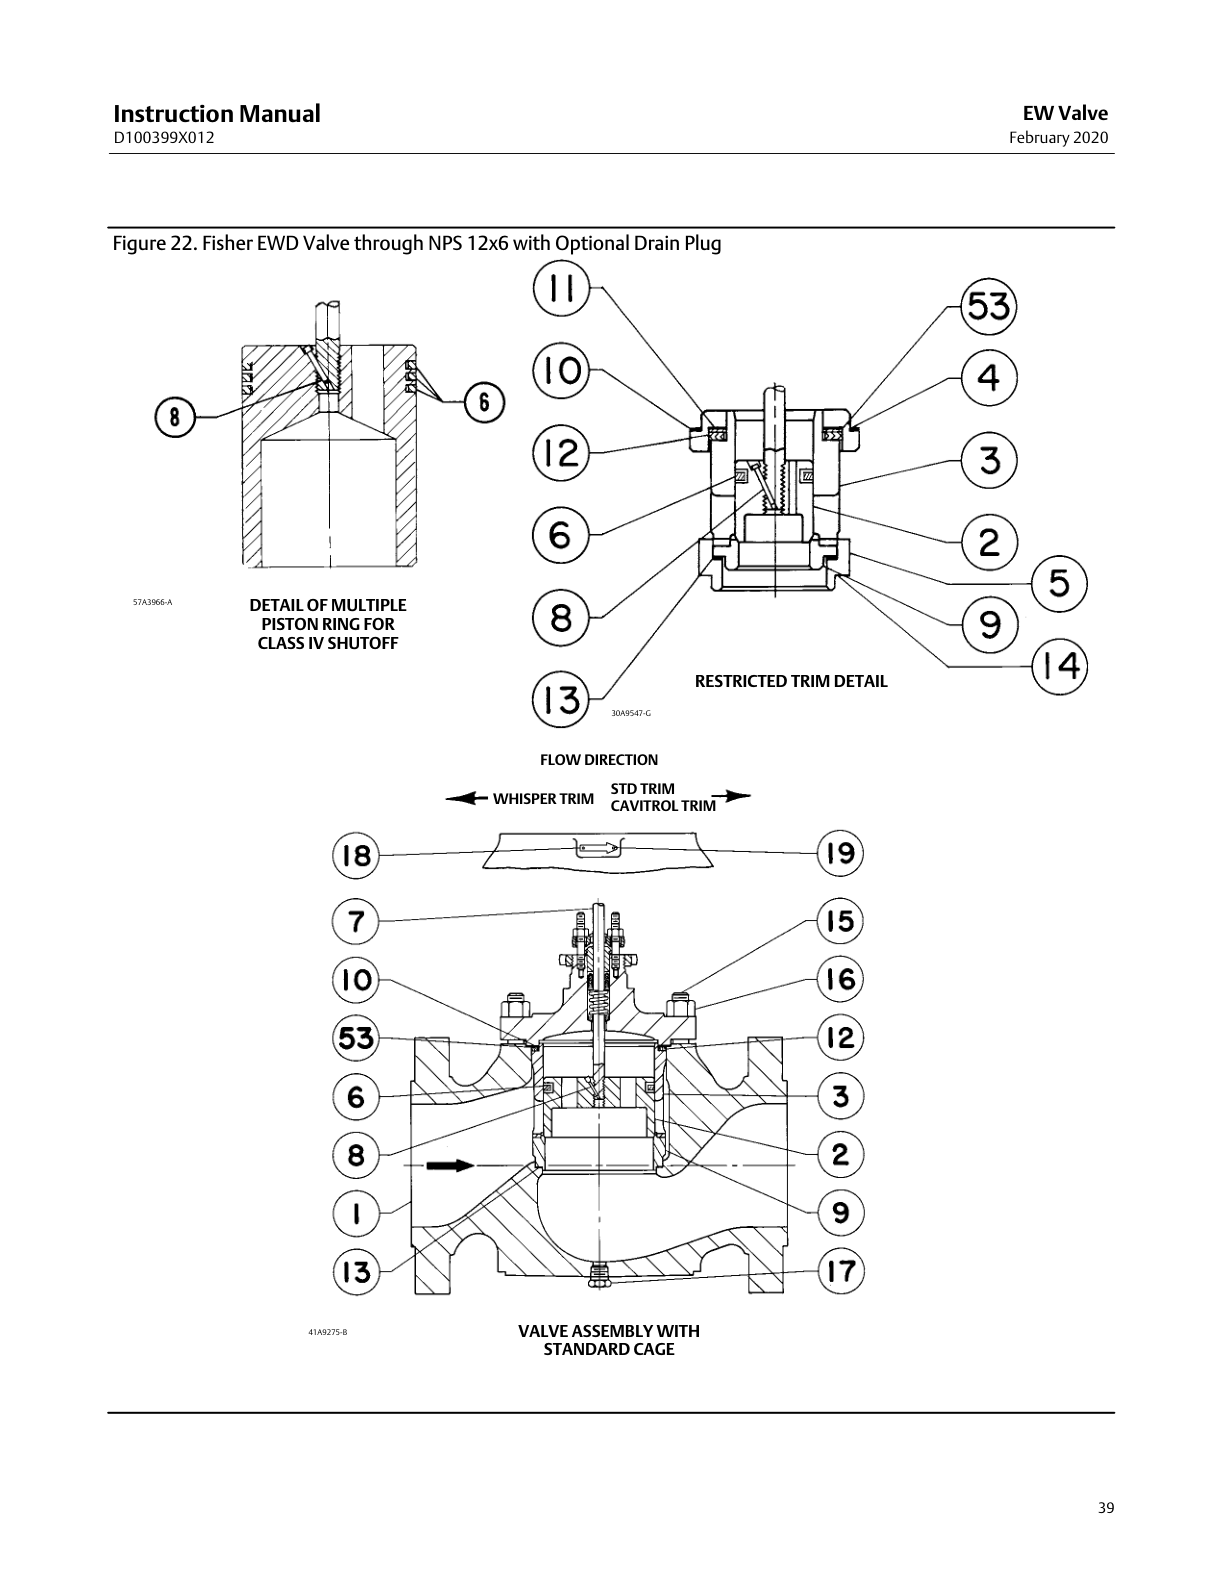 Instruction Manual
D100399X012
EW Valve
February 2020
Figure 22. Fisher EWD Valve through NPS 12x6 with Optional Drain Plug
8
6
57A3966-A
DETAIL OF MULTIPLE
PISTON RING FOR
CLASS IV SHUTOFF
11
10
12
6
8
13
53
4
3
2
5
9
14
RESTRICTED TRIM DETAIL
30A9547-G
FLOW DIRECTION
WHISPER TRIM
STD TRIM
CAVITROL TRIM
18
19
7
15
10
16
53
12
6
3
8
2
1
9
13
17
41A9275-B
VALVE ASSEMBLY WITH
STANDARD CAGE
39